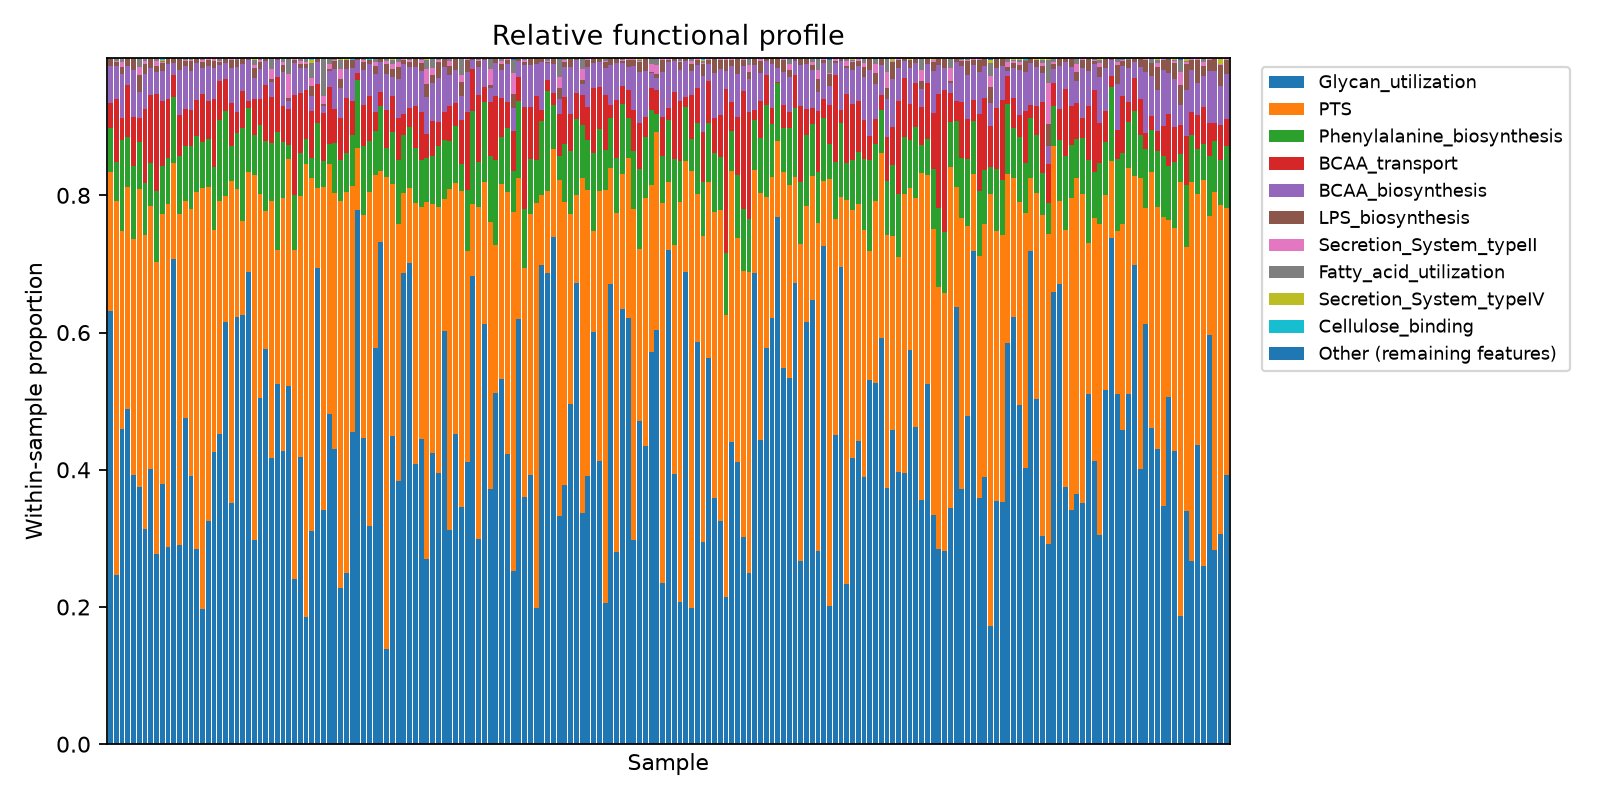 Relative functional profile
Within-sample proportion
0.8
0.6
0.4
0.2
0.0
Sample
Glycan_utilization
PTS
Phenylalanine_biosynthesis
BCAA_transport
BCAA_biosynthesis
LPS_biosynthesis
Secretion_System_typeII
Fatty_acid_utilization
Secretion_System_typeIV
Cellulose_binding
Other (remaining features)